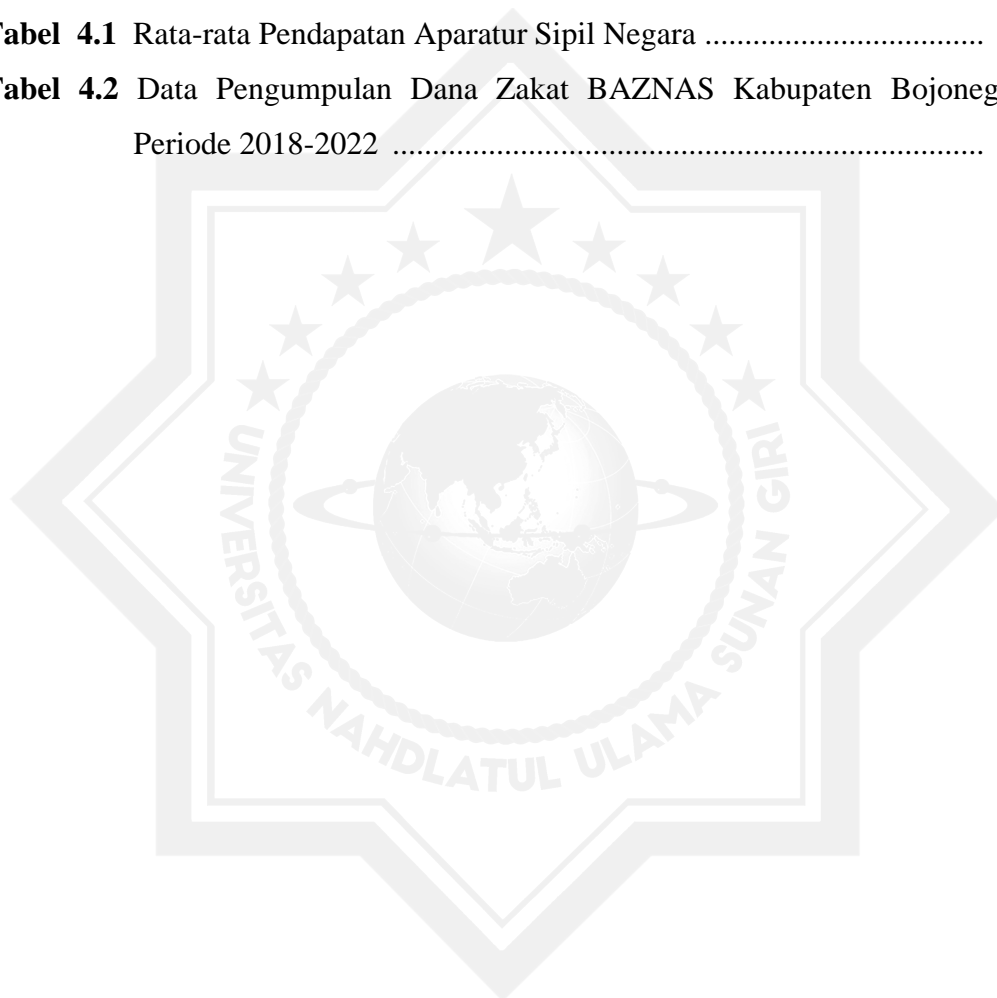 Tabel 4.1 Rata-rata Pendapatan Aparatur Sipil Negara ..................................
Tabel 4.2 Data Pengumpulan Dana Zakat BAZNAS Kabupaten Bojoneg
Periode 2018-2022 ..........................................................................
UNIVERSITAS NAHDLATUL ULAMA SUNAN GIRI